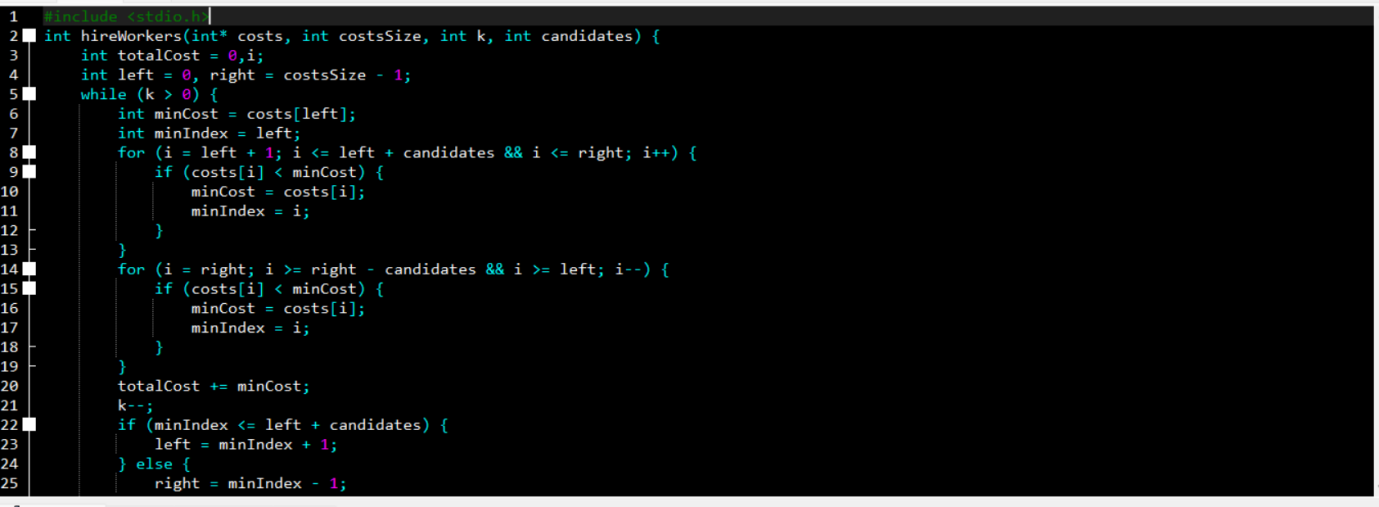 1 #include <stdio.h>
2 int hireWorkers(int* costs, int costsSize, int k, int candidates) {
3     int totalCost = 0,i;
4     int left = 0, right = costsSize - 1;
5     while (k > 0) {
6         int minCost = costs[left];
7         int minIndex = left;
8         for (i = left + 1; i <= left + candidates && i <= right; i++) {
9             if (costs[i] < minCost) {
10                 minCost = costs[i];
11                 minIndex = i;
12             }
13         }
14         for (i = right; i >= right - candidates && i >= left; i--) {
15             if (costs[i] < minCost) {
16                 minCost = costs[i];
17                 minIndex = i;
18             }
19         }
20         totalCost += minCost;
21         k--;
22         if (minIndex <= left + candidates) {
23             left = minIndex + 1;
24         } else {
25             right = minIndex - 1;